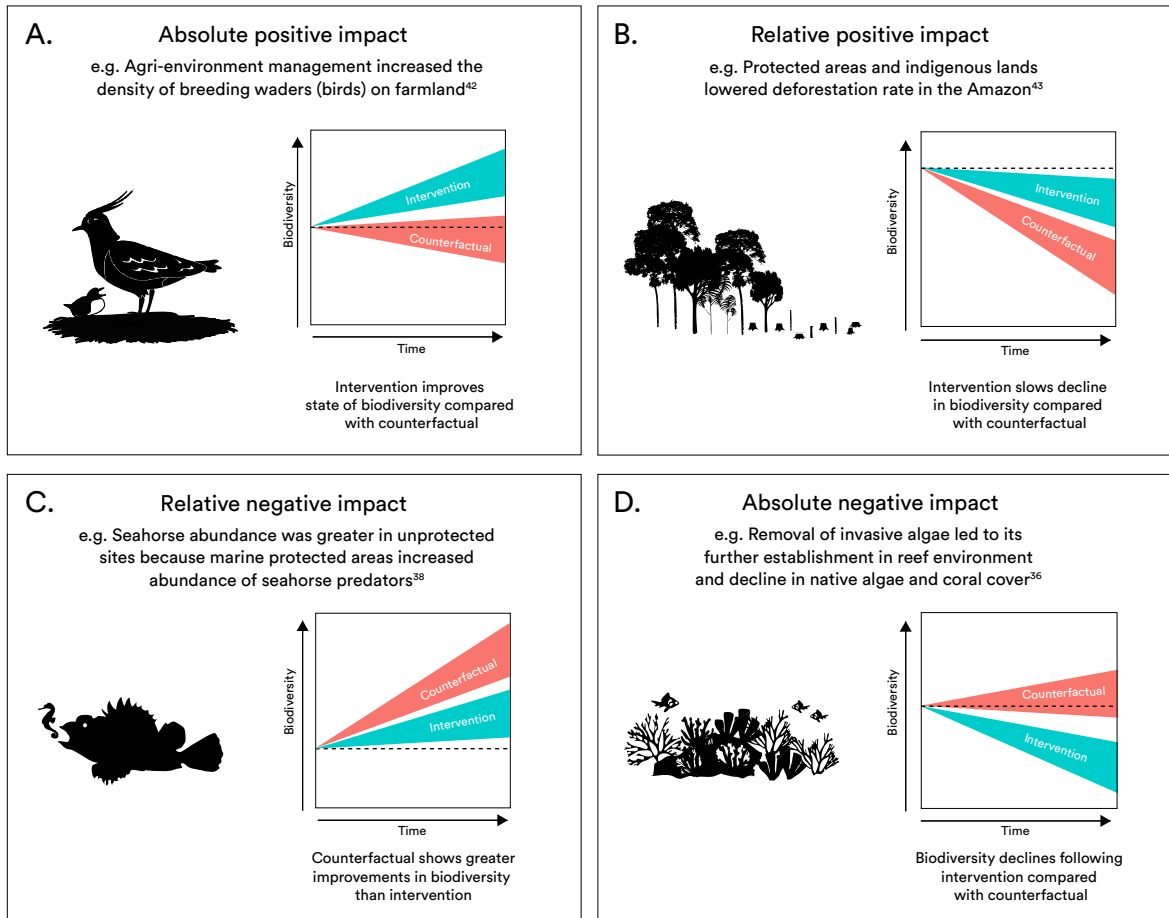 A.
Absolute positive impact
e.g. Agri-environment management increased the
density of breeding waders (birds) on farmland⁴²
Biodiversity
Intervention
Counterfactual
Time
Intervention improves
state of biodiversity compared
with counterfactual
B.
Relative positive impact
e.g. Protected areas and indigenous lands
lowered deforestation rate in the Amazon⁴³
Biodiversity
Intervention
Counterfactual
Time
Intervention slows decline
in biodiversity compared
with counterfactual
C.
Relative negative impact
e.g. Seahorse abundance was greater in unprotected
sites because marine protected areas increased
abundance of seahorse predators³⁸
Biodiversity
Counterfactual
Intervention
Time
Counterfactual shows greater
improvements in biodiversity
than intervention
D.
Absolute negative impact
e.g. Removal of invasive algae led to its
further establishment in reef environment
and decline in native algae and coral cover³⁶
Biodiversity
Counterfactual
Intervention
Time
Biodiversity declines following
intervention compared
with counterfactual